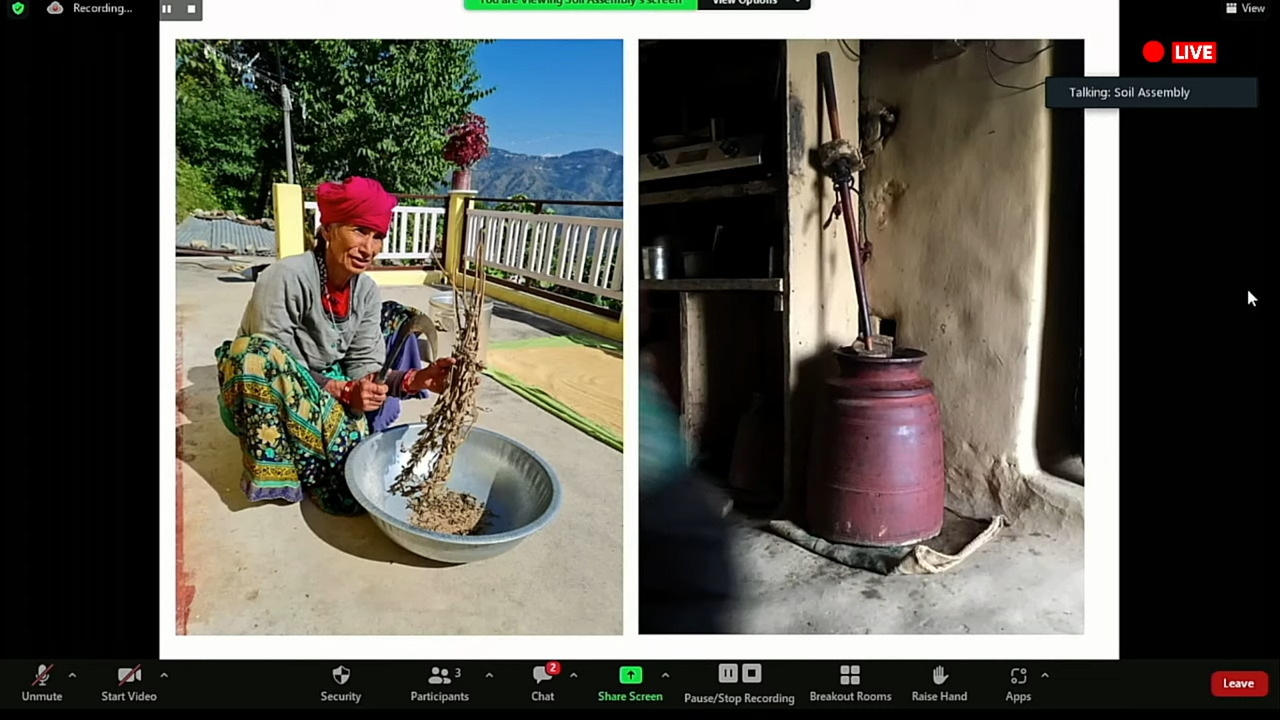 Recording...
You are viewing Soil Assembly's screen
View Options
View
LIVE
Talking: Soil Assembly
Unmute
Start Video
Security
3
Participants
2
Chat
Share Screen
Pause/Stop Recording
Breakout Rooms
Raise Hand
Apps
Leave